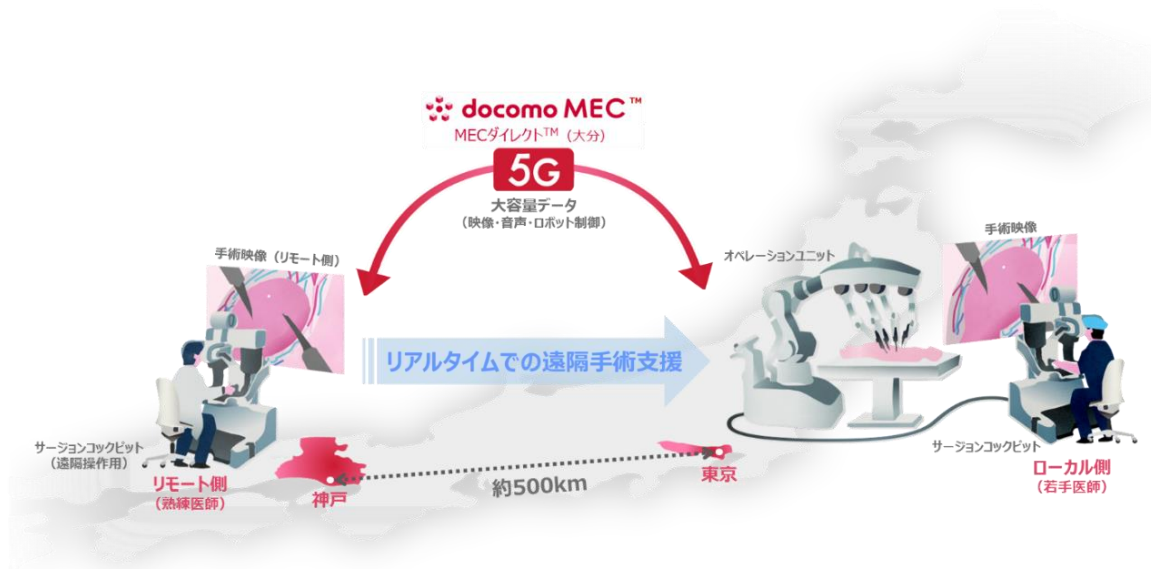 docomo MEC™
MECダイレクト™（大分）
5G
大容量データ
（映像・音声・ロボット制御）
手術映像（リモート側）
オペレーションユニット
手術映像
リアルタイムでの遠隔手術支援
サージョンコックピット
（遠隔操作用）
リモート側
（熟練医師）
神戸
約500km
東京
サージョンコックピット
ローカル側
（若手医師）